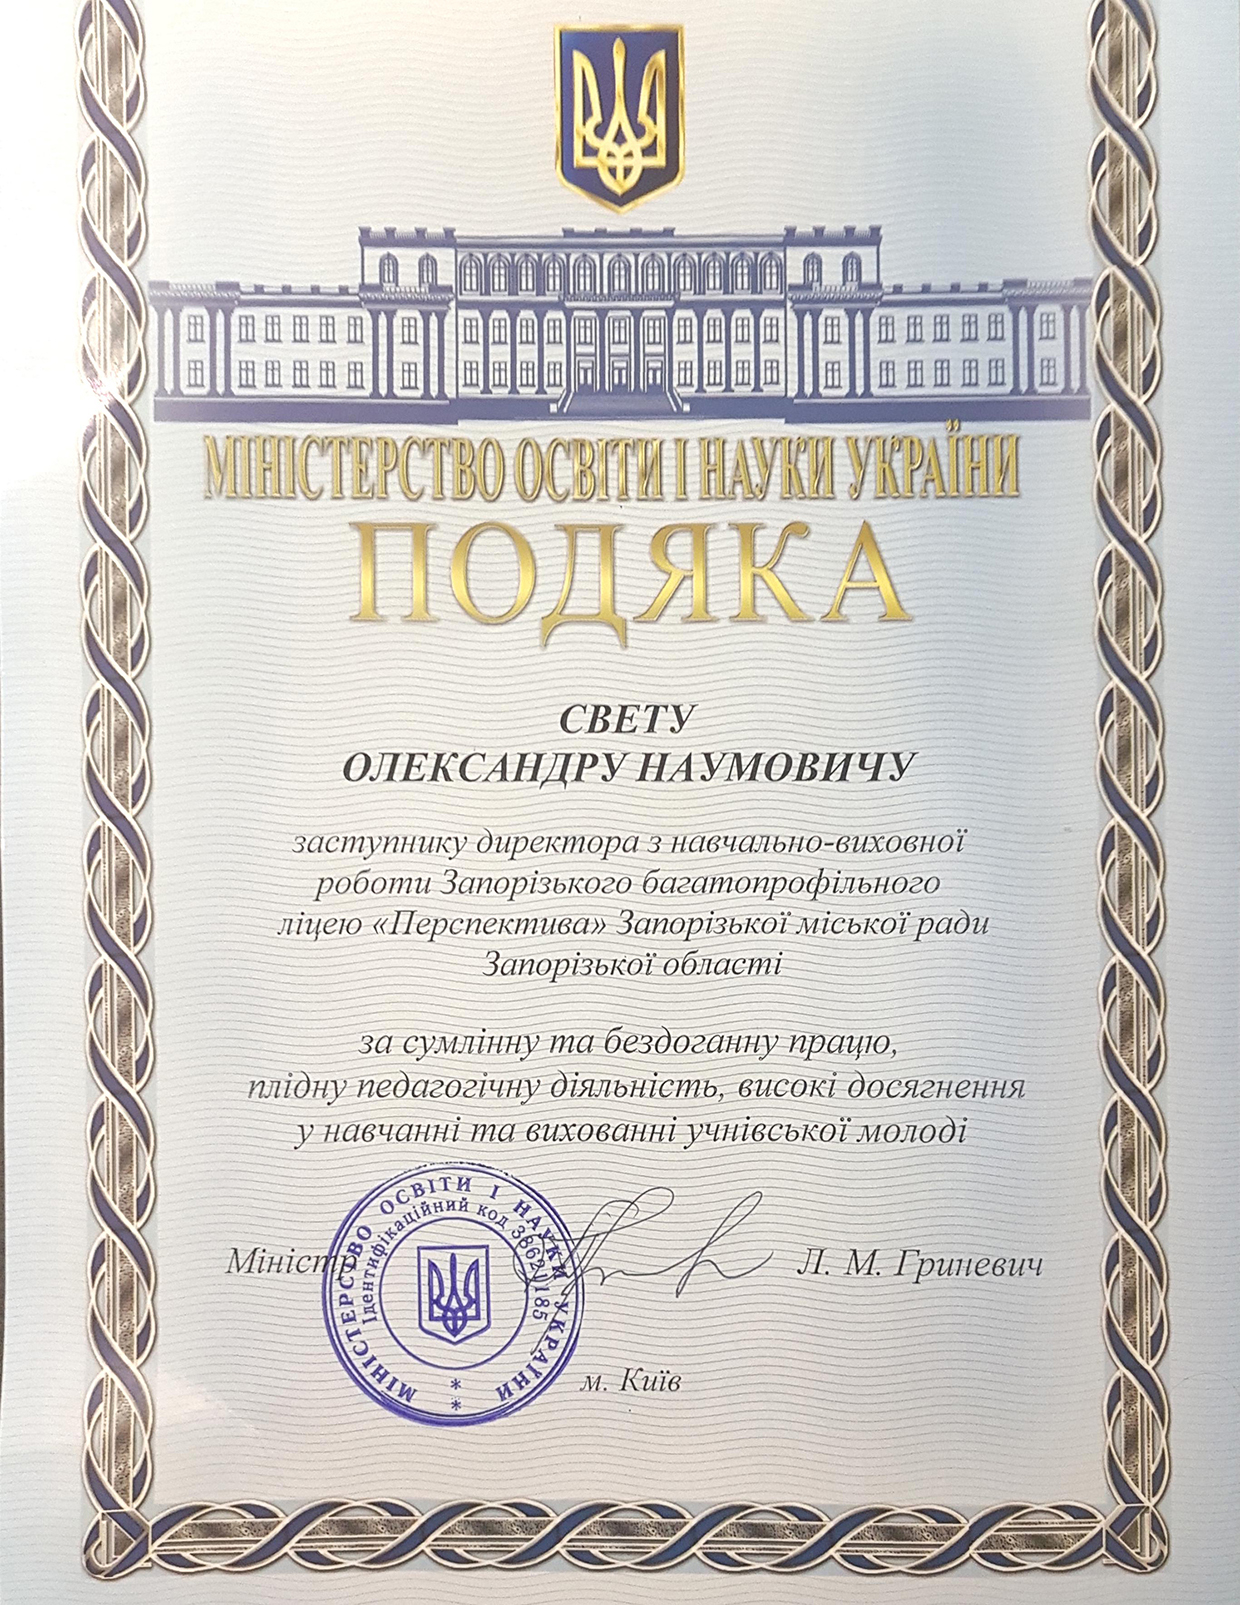 МІНІСТЕРСТВО ОСВІТИ І НАУКИ УКРАЇНИ
ПОДЯКА
СВЕТУ
ОЛЕКСАНДРУ НАУМОВИЧУ
заступнику директора з навчально-виховної
роботи Запорізького багатопрофільного
ліцею «Перспектива» Запорізької міської ради
Запорізької області
за сумлінну та бездоганну працю,
плідну педагогічну діяльність, високі досягнення
у навчанні та вихованні учнівської молоді
Міністр
Л. М. Гриневич
МІНІСТЕРСТВО ОСВІТИ І НАУКИ УКРАЇНИ
Ідентифікаційний код 38621185
* *
м. Київ